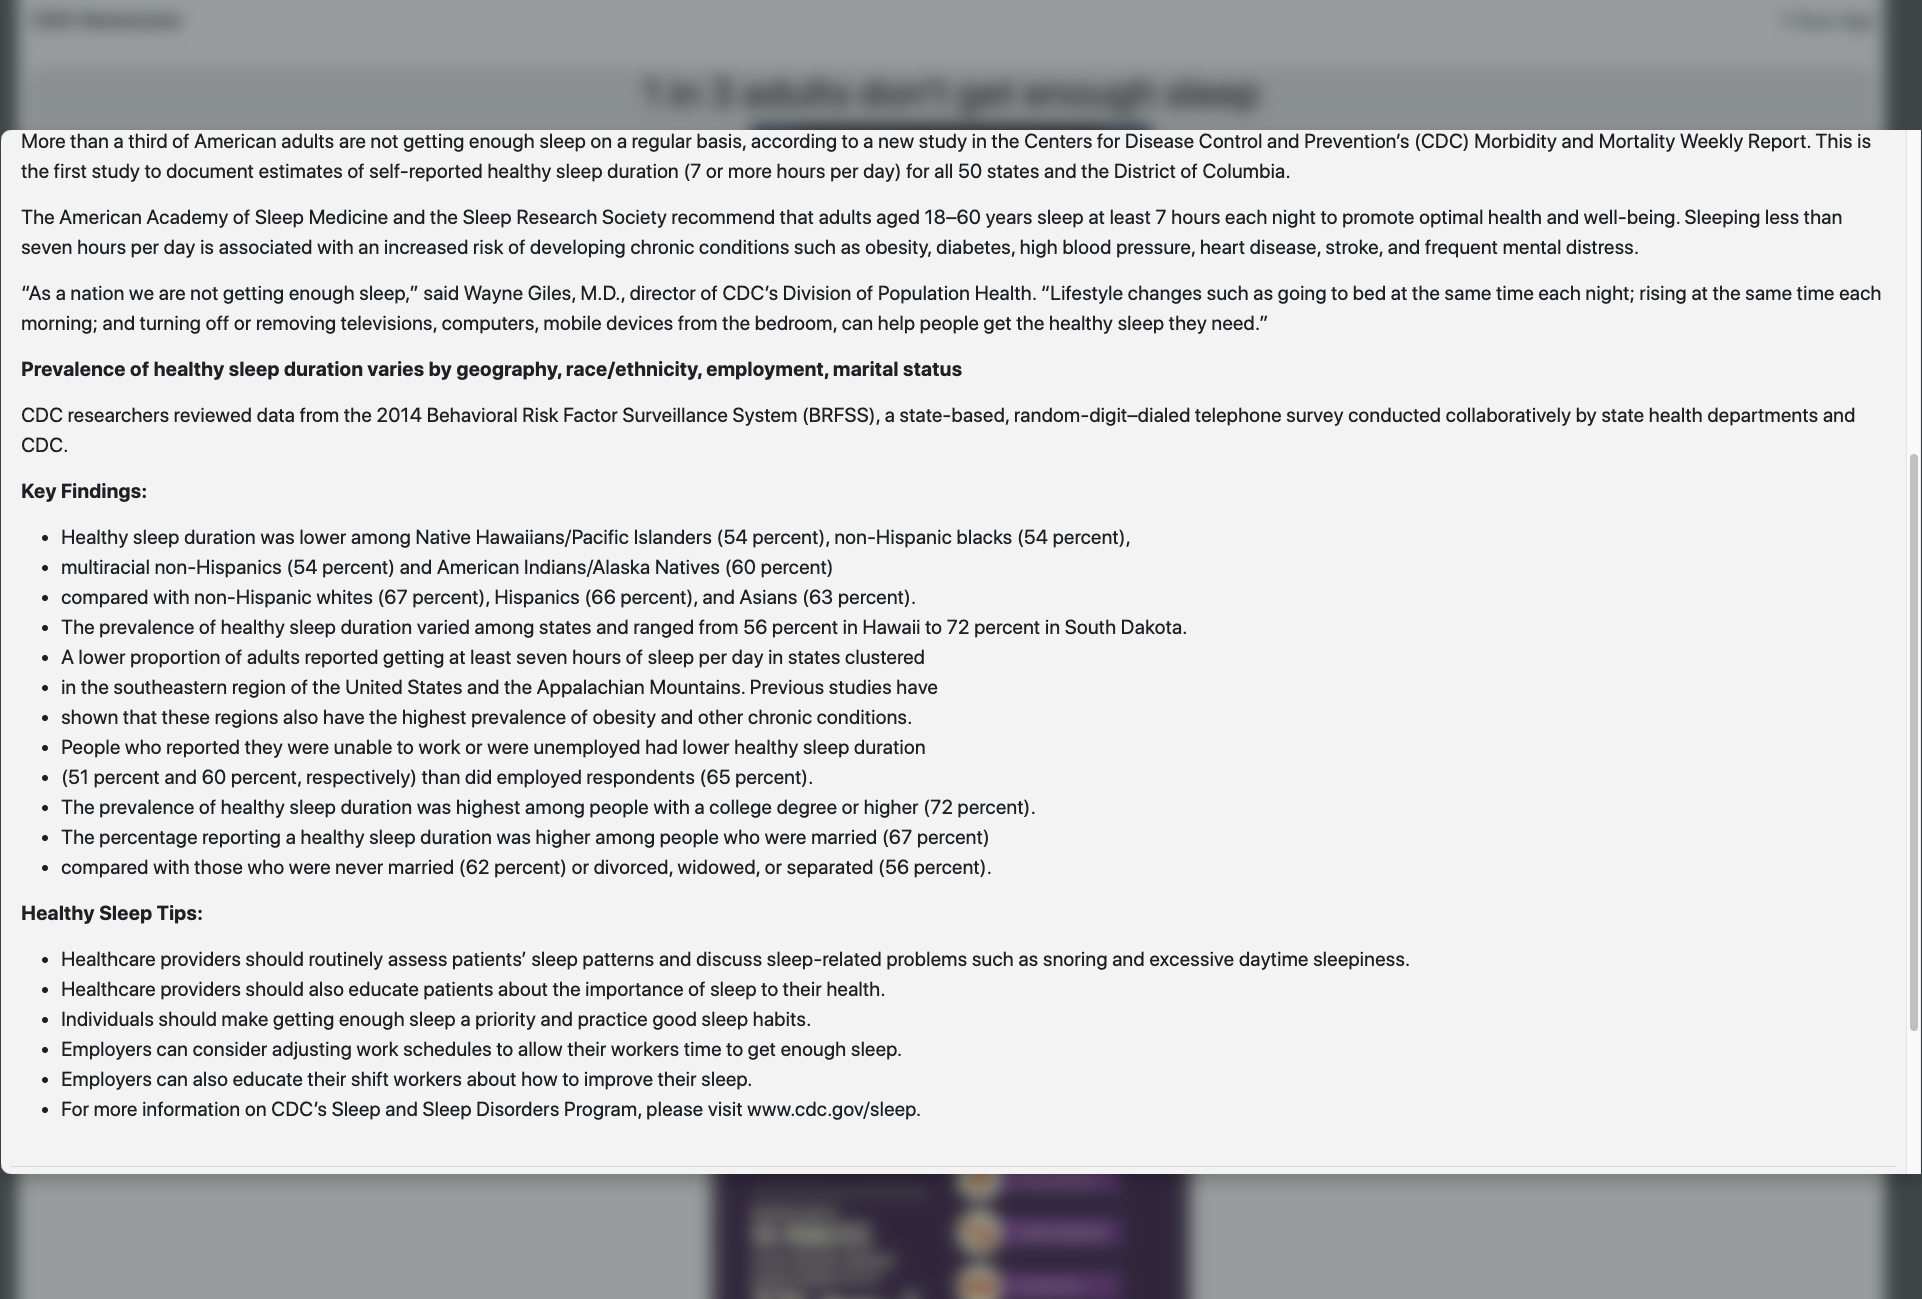 1 in 3 adults don't get enough sleep
More than a third of American adults are not getting enough sleep on a regular basis, according to a new study in the Centers for Disease Control and Prevention’s (CDC) Morbidity and Mortality Weekly Report. This is
the first study to document estimates of self-reported healthy sleep duration (7 or more hours per day) for all 50 states and the District of Columbia.
The American Academy of Sleep Medicine and the Sleep Research Society recommend that adults aged 18–60 years sleep at least 7 hours each night to promote optimal health and well-being. Sleeping less than
seven hours per day is associated with an increased risk of developing chronic conditions such as obesity, diabetes, high blood pressure, heart disease, stroke, and frequent mental distress.
“As a nation we are not getting enough sleep,” said Wayne Giles, M.D., director of CDC’s Division of Population Health. “Lifestyle changes such as going to bed at the same time each night; rising at the same time each
morning; and turning off or removing televisions, computers, mobile devices from the bedroom, can help people get the healthy sleep they need.”
Prevalence of healthy sleep duration varies by geography, race/ethnicity, employment, marital status
CDC researchers reviewed data from the 2014 Behavioral Risk Factor Surveillance System (BRFSS), a state-based, random-digit–dialed telephone survey conducted collaboratively by state health departments and
CDC.
Key Findings:
• Healthy sleep duration was lower among Native Hawaiians/Pacific Islanders (54 percent), non-Hispanic blacks (54 percent),
• multiracial non-Hispanics (54 percent) and American Indians/Alaska Natives (60 percent)
• compared with non-Hispanic whites (67 percent), Hispanics (66 percent), and Asians (63 percent).
• The prevalence of healthy sleep duration varied among states and ranged from 56 percent in Hawaii to 72 percent in South Dakota.
• A lower proportion of adults reported getting at least seven hours of sleep per day in states clustered
• in the southeastern region of the United States and the Appalachian Mountains. Previous studies have
• shown that these regions also have the highest prevalence of obesity and other chronic conditions.
• People who reported they were unable to work or were unemployed had lower healthy sleep duration
• (51 percent and 60 percent, respectively) than did employed respondents (65 percent).
• The prevalence of healthy sleep duration was highest among people with a college degree or higher (72 percent).
• The percentage reporting a healthy sleep duration was higher among people who were married (67 percent)
• compared with those who were never married (62 percent) or divorced, widowed, or separated (56 percent).
Healthy Sleep Tips:
• Healthcare providers should routinely assess patients’ sleep patterns and discuss sleep-related problems such as snoring and excessive daytime sleepiness.
• Healthcare providers should also educate patients about the importance of sleep to their health.
• Individuals should make getting enough sleep a priority and practice good sleep habits.
• Employers can consider adjusting work schedules to allow their workers time to get enough sleep.
• Employers can also educate their shift workers about how to improve their sleep.
• For more information on CDC’s Sleep and Sleep Disorders Program, please visit www.cdc.gov/sleep.